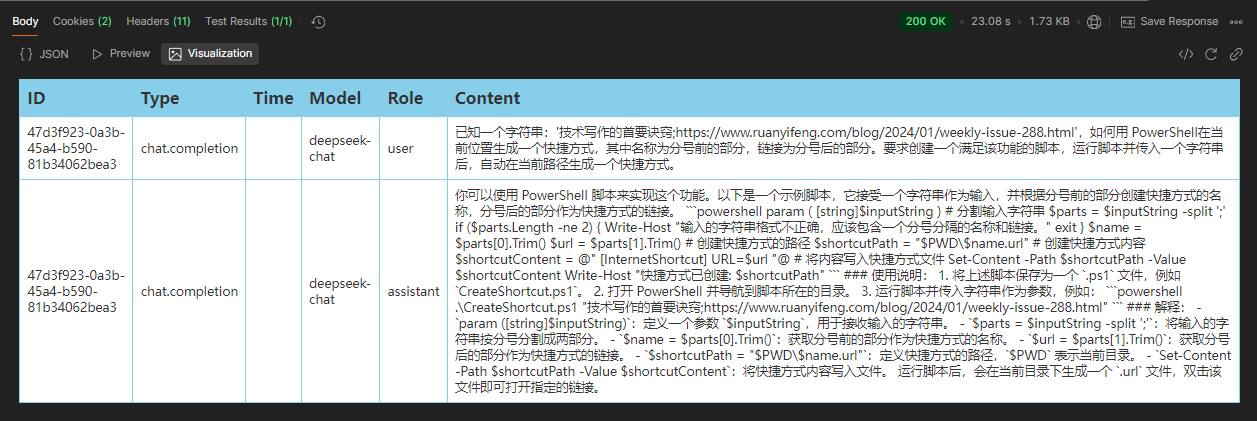 Body Cookies (2) Headers (11) Test Results (1/1) 200 OK 23.08 s 1.73 KB Save Response
{} JSON Preview Visualization
ID Type Time Model Role Content
47d3f923-0a3b-45a4-b590-81b34062bea3 chat.completion deepseek-chat user
已知一个字符串：'技术写作的首要诀窍;https://www.ruanyifeng.com/blog/2024/01/weekly-issue-288.html'，如何用 PowerShell在当
前位置生成一个快捷方式，其中名称为分号前的部分，链接为分号后的部分。要求创建一个满足该功能的脚本，运行脚本并传入一个字符串
后，自动在当前路径生成一个快捷方式。
47d3f923-0a3b-45a4-b590-81b34062bea3 chat.completion deepseek-chat assistant
你可以使用 PowerShell 脚本来实现这个功能。以下是一个示例脚本，它接受一个字符串作为输入，并根据分号前的部分创建快捷方式的名
称，分号后的部分作为快捷方式的链接。 ```powershell param ( [string]$inputString ) # 分割输入字符串 $parts = $inputString -split ';'
if ($parts.Length -ne 2) { Write-Host "输入的字符串格式不正确，应该包含一个分号分隔的名称和链接。" exit } $name =
$parts[0].Trim() $url = $parts[1].Trim() # 创建快捷方式的路径 $shortcutPath = "$PWD\$name.url" # 创建快捷方式内容
$shortcutContent = @" [InternetShortcut] URL=$url "@ # 将内容写入快捷方式文件 Set-Content -Path $shortcutPath -Value
$shortcutContent Write-Host "快捷方式已创建: $shortcutPath" ``` ### 使用说明： 1. 将上述脚本保存为一个 `.ps1` 文件，例如
`CreateShortcut.ps1`。 2. 打开 PowerShell 并导航到脚本所在的目录。 3. 运行脚本并传入字符串作为参数，例如： ```powershell
.\CreateShortcut.ps1 "技术写作的首要诀窍;https://www.ruanyifeng.com/blog/2024/01/weekly-issue-288.html" ``` ### 解释： -
`param ([string]$inputString)`：定义一个参数 `$inputString`，用于接收输入的字符串。 - `$parts = $inputString -split ';'`：将输入的字
符串按分号分割成两部分。 - `$name = $parts[0].Trim()`：获取分号前的部分作为快捷方式的名称。 - `$url = $parts[1].Trim()`：获取分号
后的部分作为快捷方式的链接。 - `$shortcutPath = "$PWD\$name.url"`：定义快捷方式的路径，`$PWD` 表示当前目录。 - `Set-Content
-Path $shortcutPath -Value $shortcutContent`：将快捷方式内容写入文件。 运行脚本后，会在当前目录下生成一个 `.url` 文件，双击该
文件即可打开指定的链接。